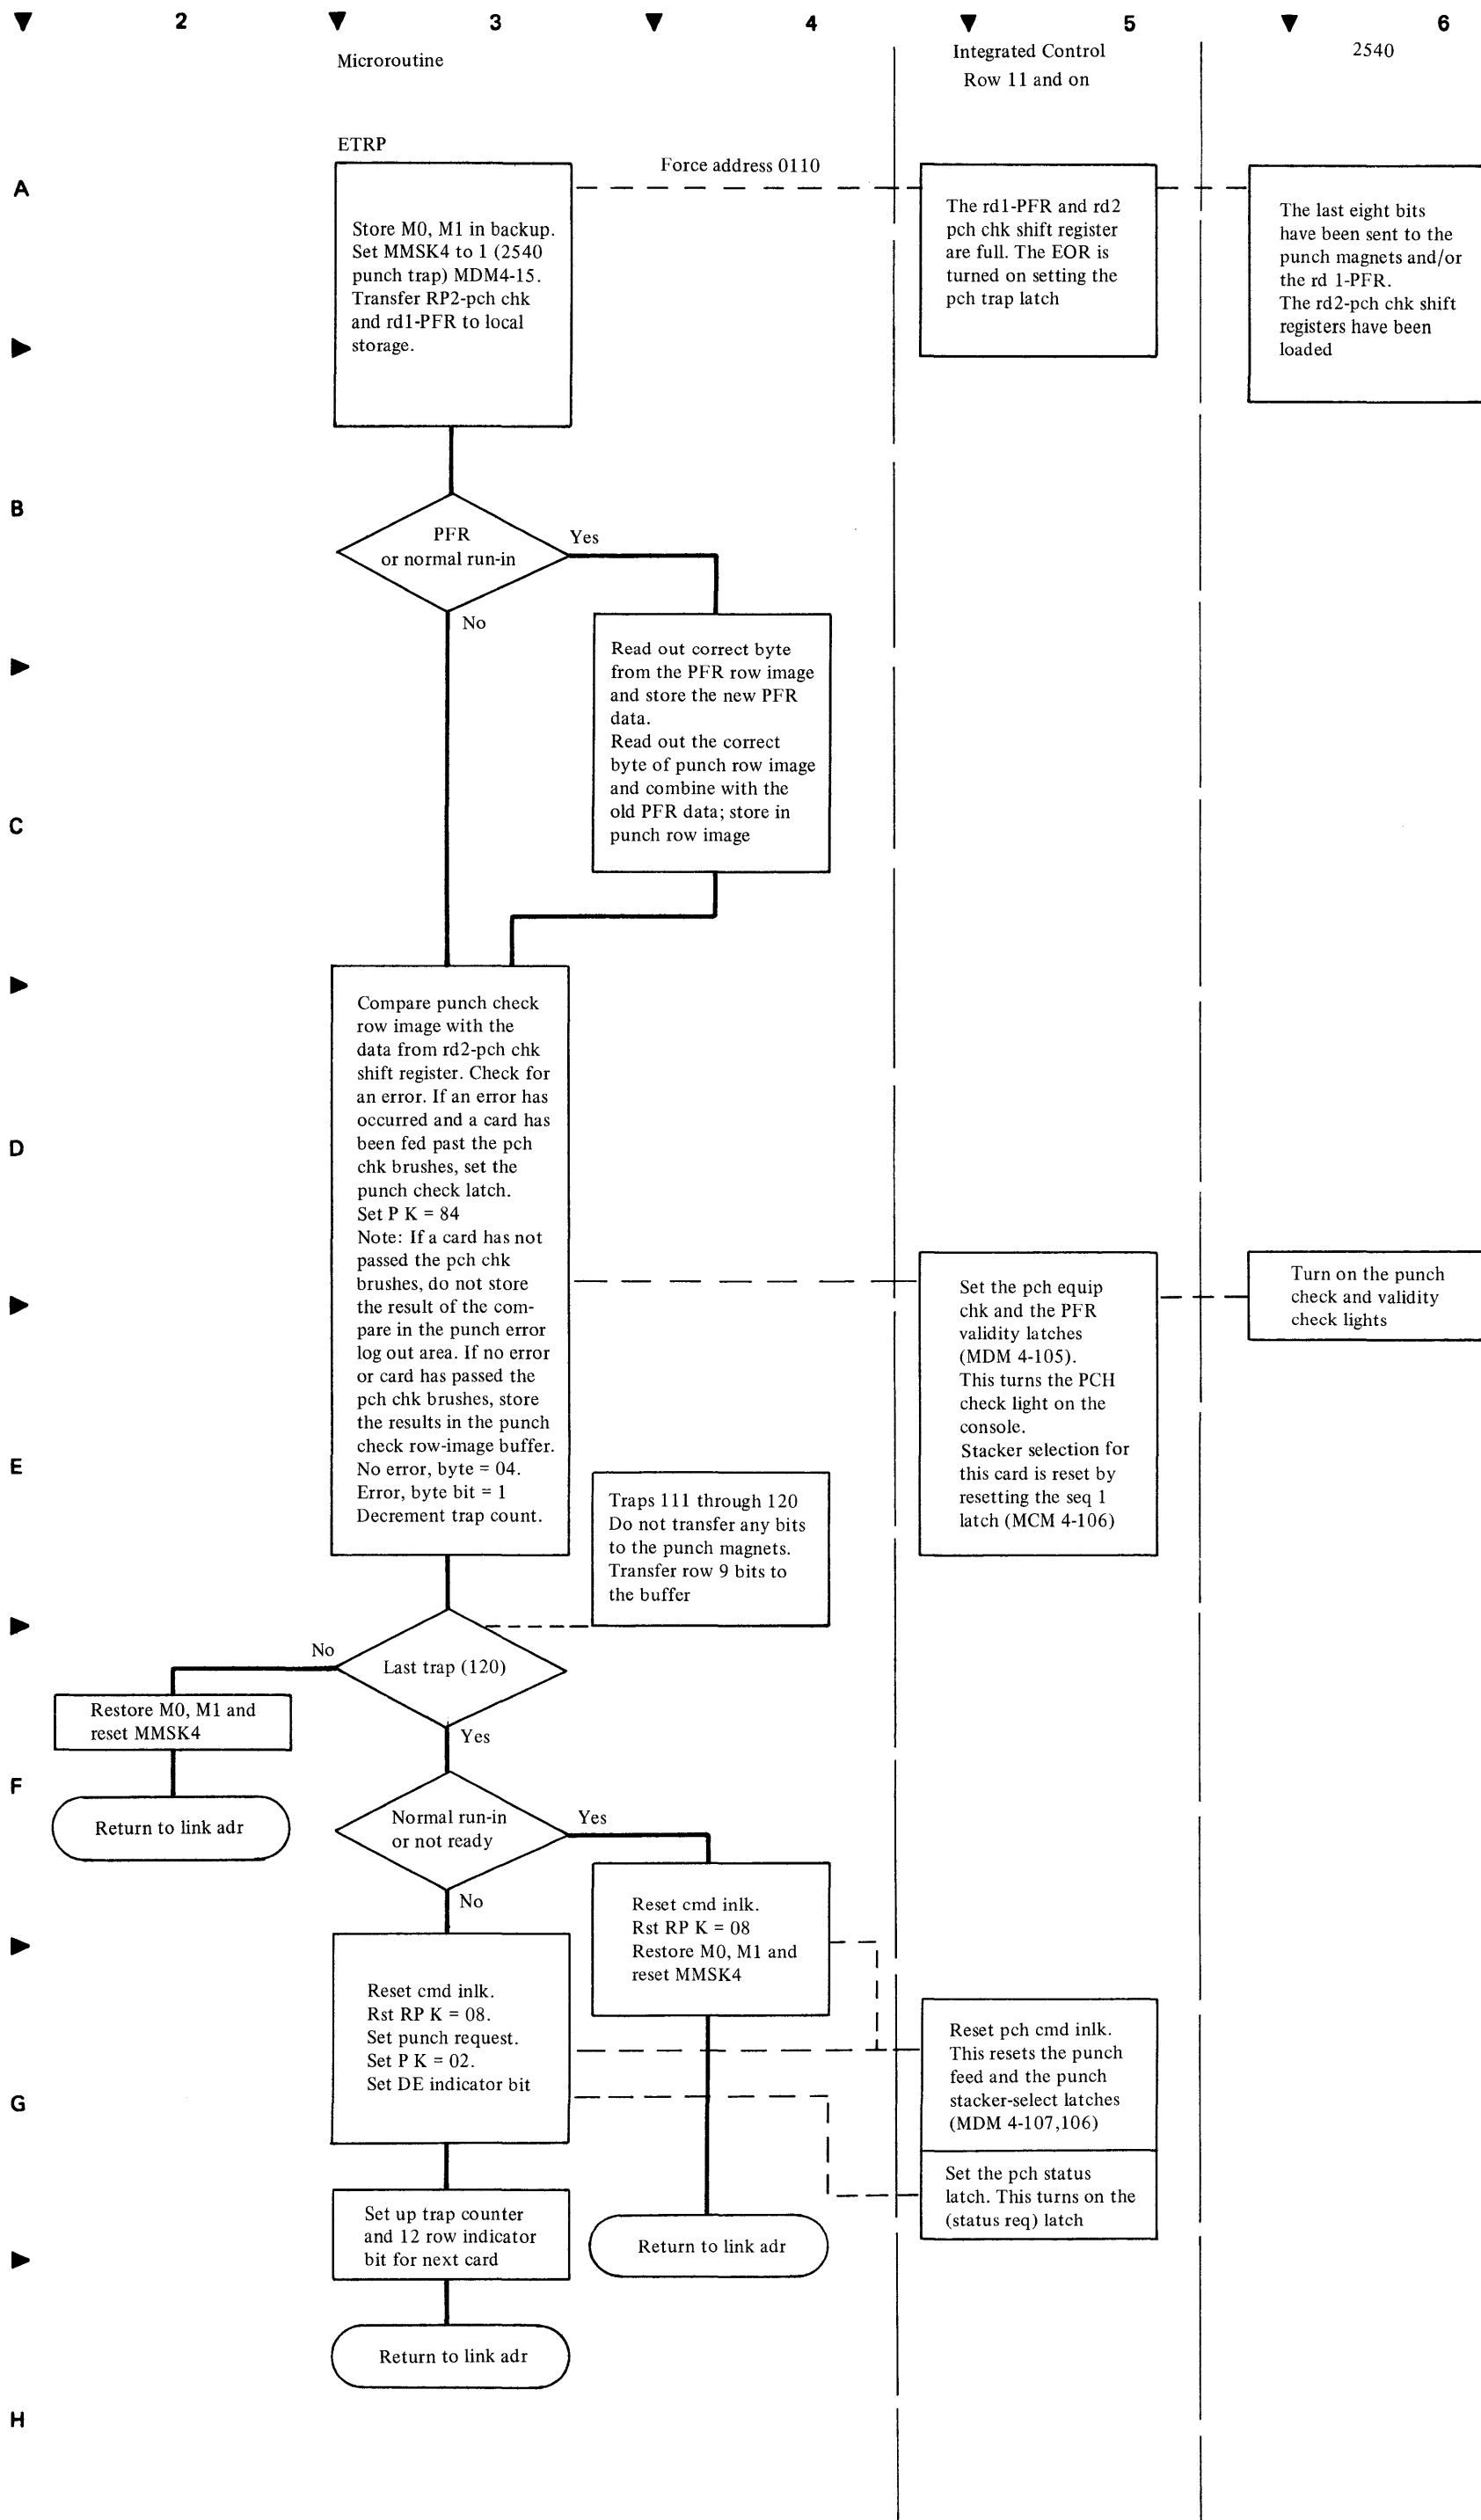 2 3 4 5 6
Microroutine
Integrated Control
Row 11 and on
2540
ETRP
Force address 0110
A
Store M0, M1 in backup.
Set MMSK4 to 1 (2540
punch trap) MDM4-15.
Transfer RP2-pch chk
and rd1-PFR to local
storage.
The rd1-PFR and rd2
pch chk shift register
are full. The EOR is
turned on setting the
pch trap latch
The last eight bits
have been sent to the
punch magnets and/or
the rd 1-PFR.
The rd2-pch chk shift
registers have been
loaded
B
PFR
or normal run-in
Yes
No
Read out correct byte
from the PFR row image
and store the new PFR
data.
Read out the correct
byte of punch row image
and combine with the
old PFR data; store in
punch row image
C
Compare punch check
row image with the
data from rd2-pch chk
shift register. Check for
an error. If an error has
occurred and a card has
been fed past the pch
chk brushes, set the
punch check latch.
Set P K = 84
Note: If a card has not
passed the pch chk
brushes, do not store
the result of the com-
pare in the punch error
log out area. If no error
or card has passed the
pch chk brushes, store
the results in the punch
check row-image buffer.
No error, byte = 04.
Error, byte bit = 1
Decrement trap count.
D
Set the pch equip
chk and the PFR
validity latches
(MDM 4-105).
This turns the PCH
check light on the
console.
Stacker selection for
this card is reset by
resetting the seq 1
latch (MCM 4-106)
Turn on the punch
check and validity
check lights
E
Traps 111 through 120
Do not transfer any bits
to the punch magnets.
Transfer row 9 bits to
the buffer
No
Last trap (120)
Yes
Restore M0, M1 and
reset MMSK4
F
Return to link adr
Normal run-in
or not ready
Yes
No
Reset cmd inlk.
Rst RP K = 08
Restore M0, M1 and
reset MMSK4
Reset cmd inlk.
Rst RP K = 08.
Set punch request.
Set P K = 02.
Set DE indicator bit
Reset pch cmd inlk.
This resets the punch
feed and the punch
stacker-select latches
(MDM 4-107,106)
G
Set the pch status
latch. This turns on the
(status req) latch
Set up trap counter
and 12 row indicator
bit for next card
Return to link adr
Return to link adr
H